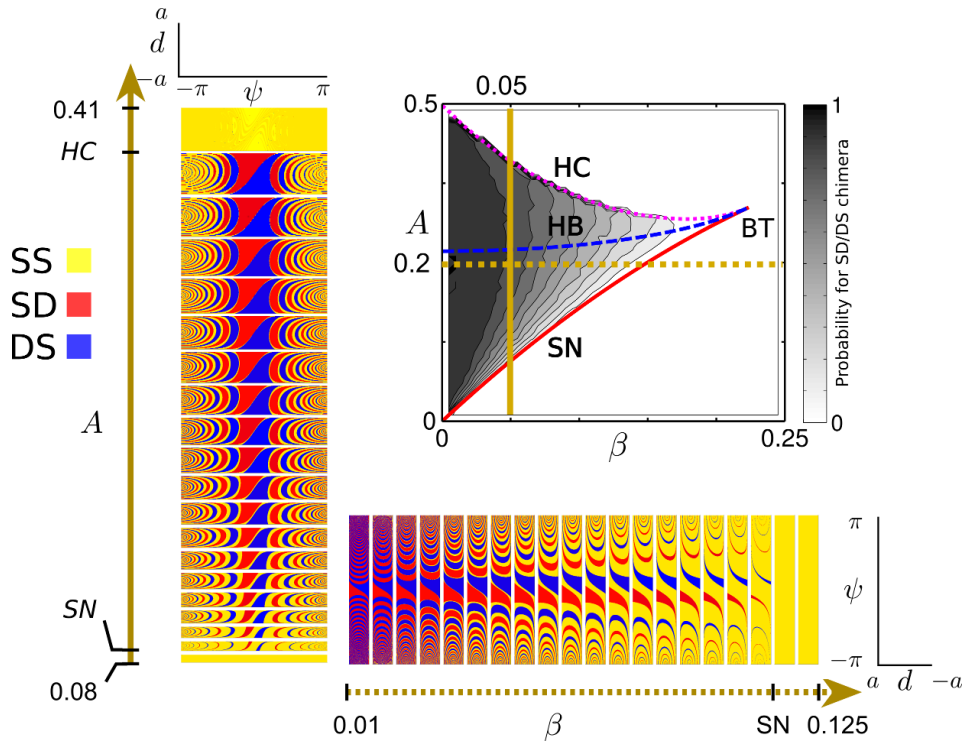 a
d
−a
−π
ψ
π
0.41
HC
SS
SD
DS
A
SN
0.08
0.05
0.5
A
0.2
0
0
β
0.25
HC
HB
BT
SN
1
0
Probability for SD/DS chimera
π
ψ
−π
a
d
−a
0.01
β
SN
0.125